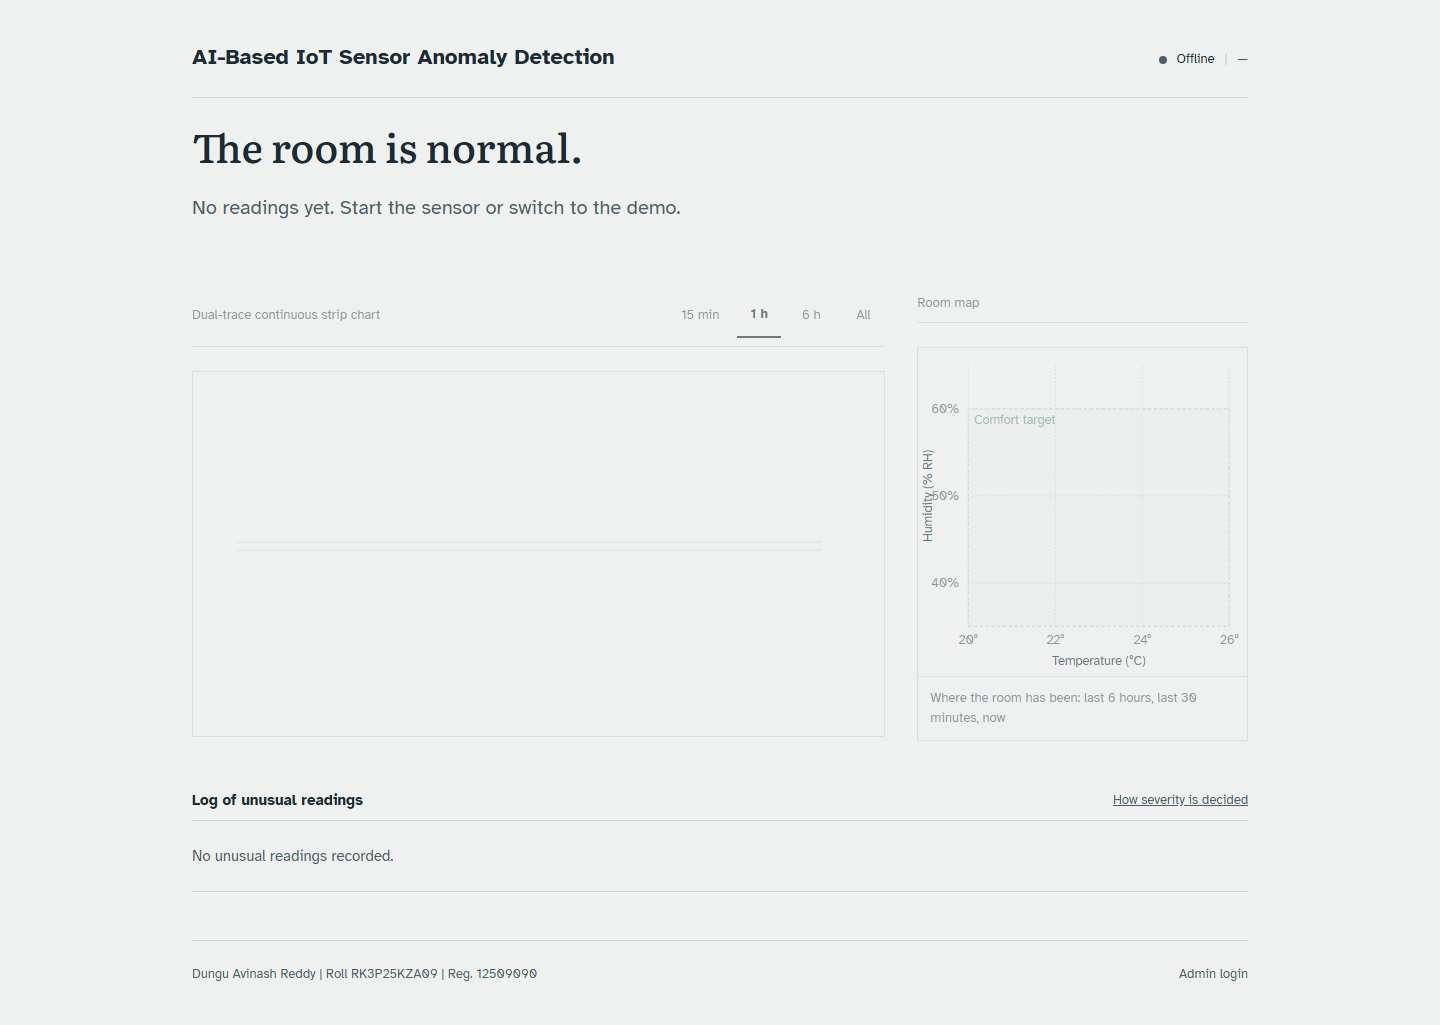 AI-Based IoT Sensor Anomaly Detection
Offline | —
The room is normal.
No readings yet. Start the sensor or switch to the demo.
Dual-trace continuous strip chart
15 min 1 h 6 h All
Room map
60%
Comfort target
Humidity (% RH)
50%
40%
20° 22° 24° 26°
Temperature (°C)
Where the room has been: last 6 hours, last 30
minutes, now
Log of unusual readings
How severity is decided
No unusual readings recorded.
Dungu Avinash Reddy | Roll RK3P25KZA09 | Reg. 12509090
Admin login